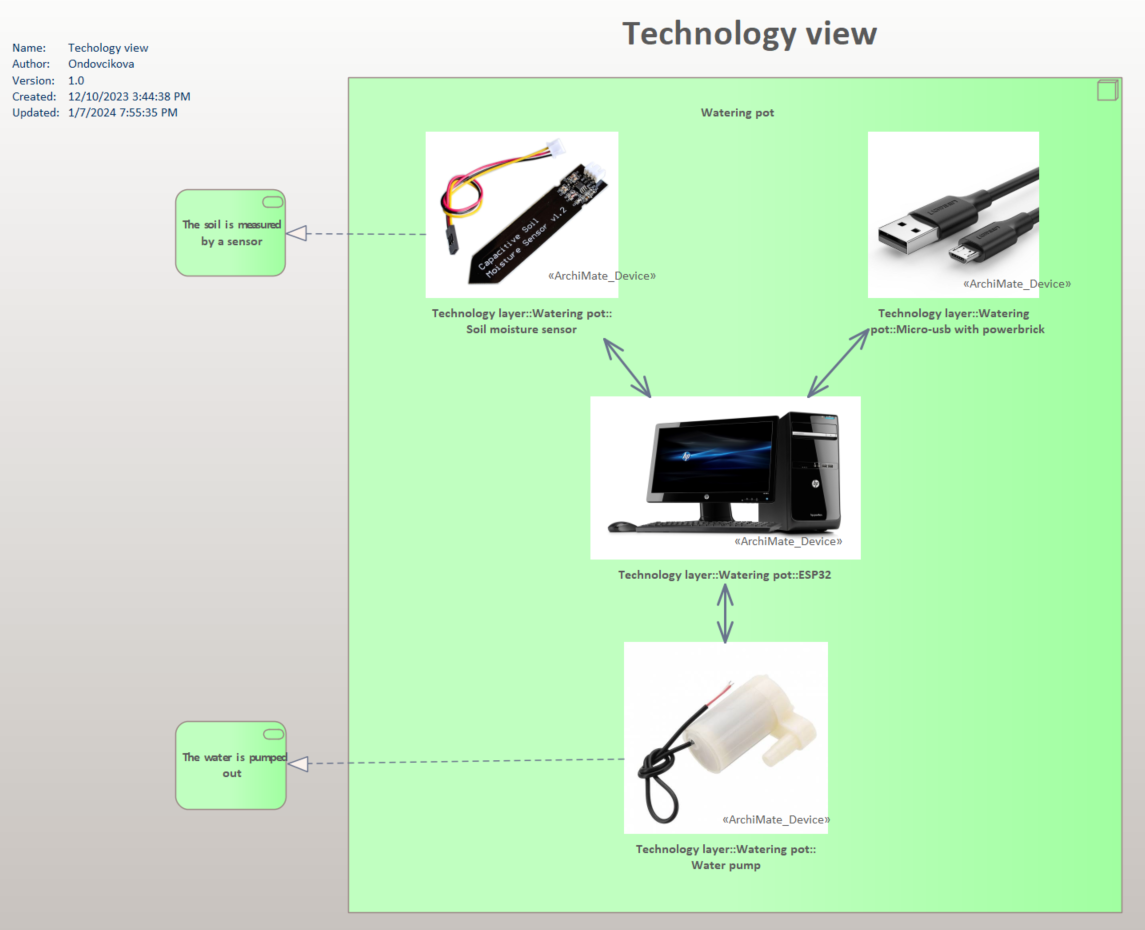 Technology view
Name: Techology view
Author: Ondovcikova
Version: 1.0
Created: 12/10/2023 3:44:38 PM
Updated: 1/7/2024 7:55:35 PM
Watering pot
The soil is measured
by a sensor
Capacitive Soil
Moisture Sensor v1.2
«ArchiMate_Device»
Technology layer::Watering pot::
Soil moisture sensor
«ArchiMate_Device»
Technology layer::Watering
pot::Micro-usb with powerbrick
hp
«ArchiMate_Device»
Technology layer::Watering pot::ESP32
The water is pumped
out
«ArchiMate_Device»
Technology layer::Watering pot::
Water pump